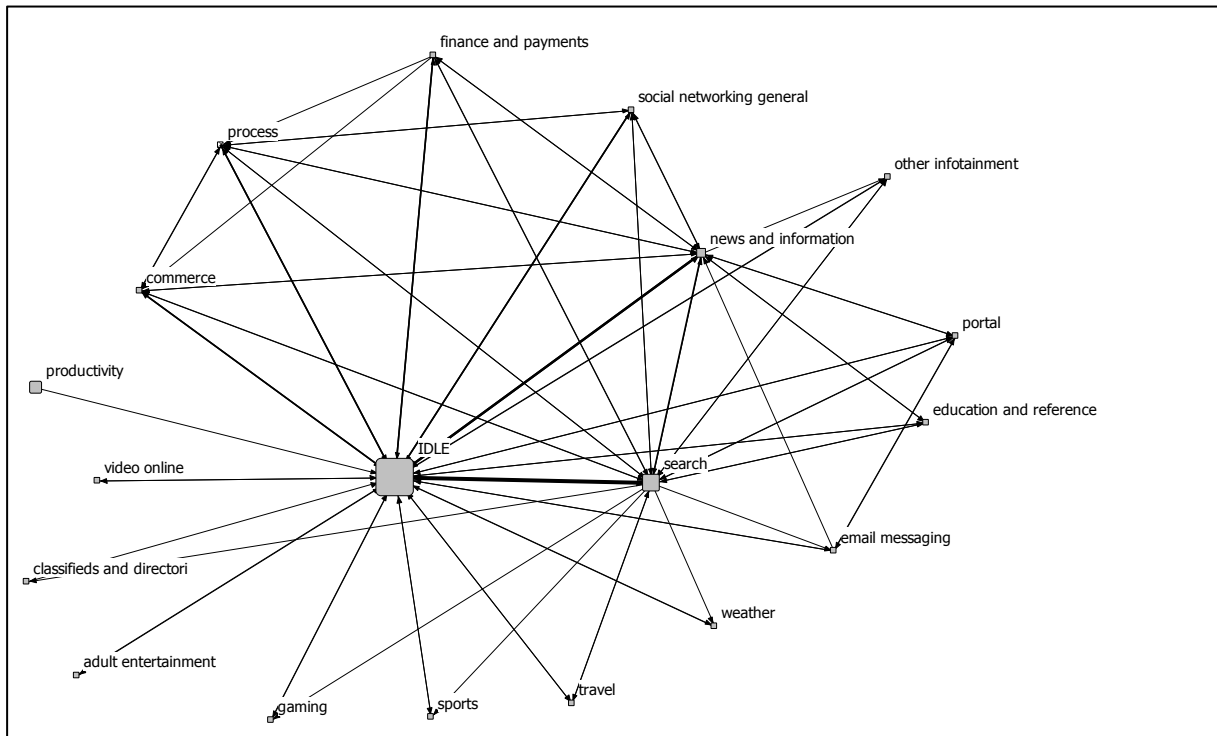 finance and payments
social networking general
process
other infotainment
news and information
commerce
portal
productivity
education and reference
IDLE
search
video online
email messaging
classifieds and directori
weather
adult entertainment
travel
sports
gaming